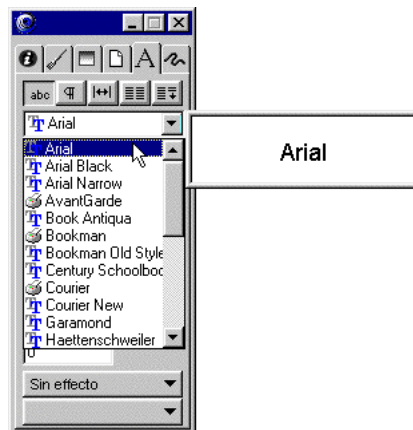 abc
Arial
Arial
Arial
Arial Black
Arial Narrow
AvantGarde
Book Antiqua
Bookman
Bookman Old Style
Century Schoolboo
Courier
Courier New
Garamond
Haettenschweiler
Sin effecto